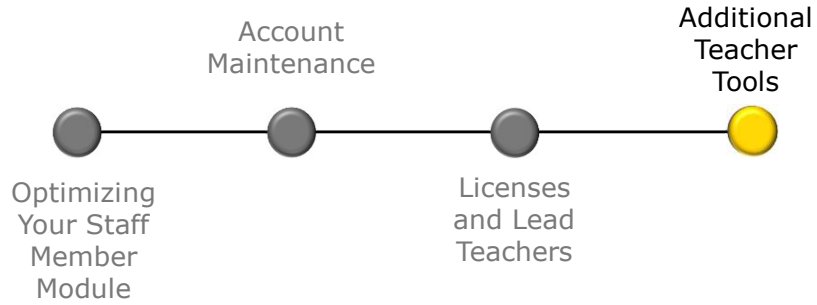 Optimizing
Your Staff
Member
Module
Account
Maintenance
Licenses
and Lead
Teachers
Additional
Teacher
Tools